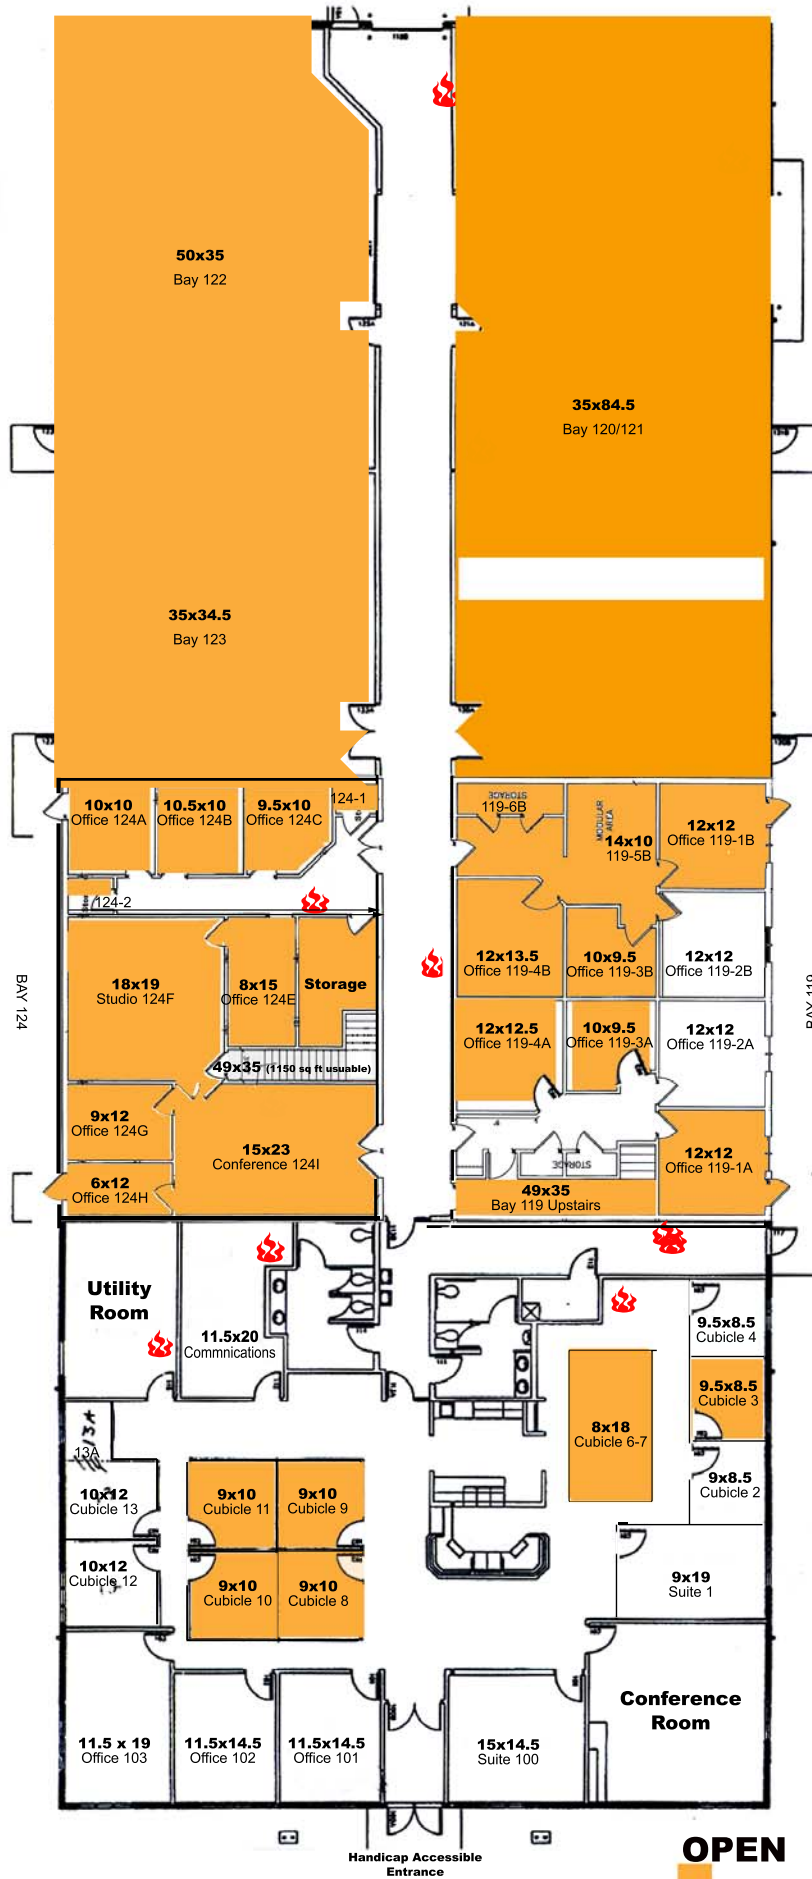 50x35
Bay 122
35x84.5
Bay 120/121
35x34.5
Bay 123
10x10
Office 124A
10.5x10
Office 124B
9.5x10
Office 124C
124-1
124-2
STORAGE
119-6B
MODULAR
AREA
14x10
119-5B
12x12
Office 119-1B
18x19
Studio 124F
8x15
Office 124E
Storage
12x13.5
Office 119-4B
10x9.5
Office 119-3B
12x12
Office 119-2B
BAY 124
BAY 119
12x12.5
Office 119-4A
10x9.5
Office 119-3A
12x12
Office 119-2A
49x35 (1150 sq ft usuable)
9x12
Office 124G
15x23
Conference 124I
6x12
Office 124H
STORAGE
12x12
Office 119-1A
49x35
Bay 119 Upstairs
Utility
Room
11.5x20
Commnications
9.5x8.5
Cubicle 4
9.5x8.5
Cubicle 3
8x18
Cubicle 6-7
13A
13A
9x8.5
Cubicle 2
10x12
Cubicle 13
9x10
Cubicle 11
9x10
Cubicle 9
10x12
Cubicle 12
9x10
Cubicle 10
9x10
Cubicle 8
9x19
Suite 1
Conference
Room
11.5 x 19
Office 103
11.5x14.5
Office 102
11.5x14.5
Office 101
15x14.5
Suite 100
Handicap Accessible
Entrance
OPEN